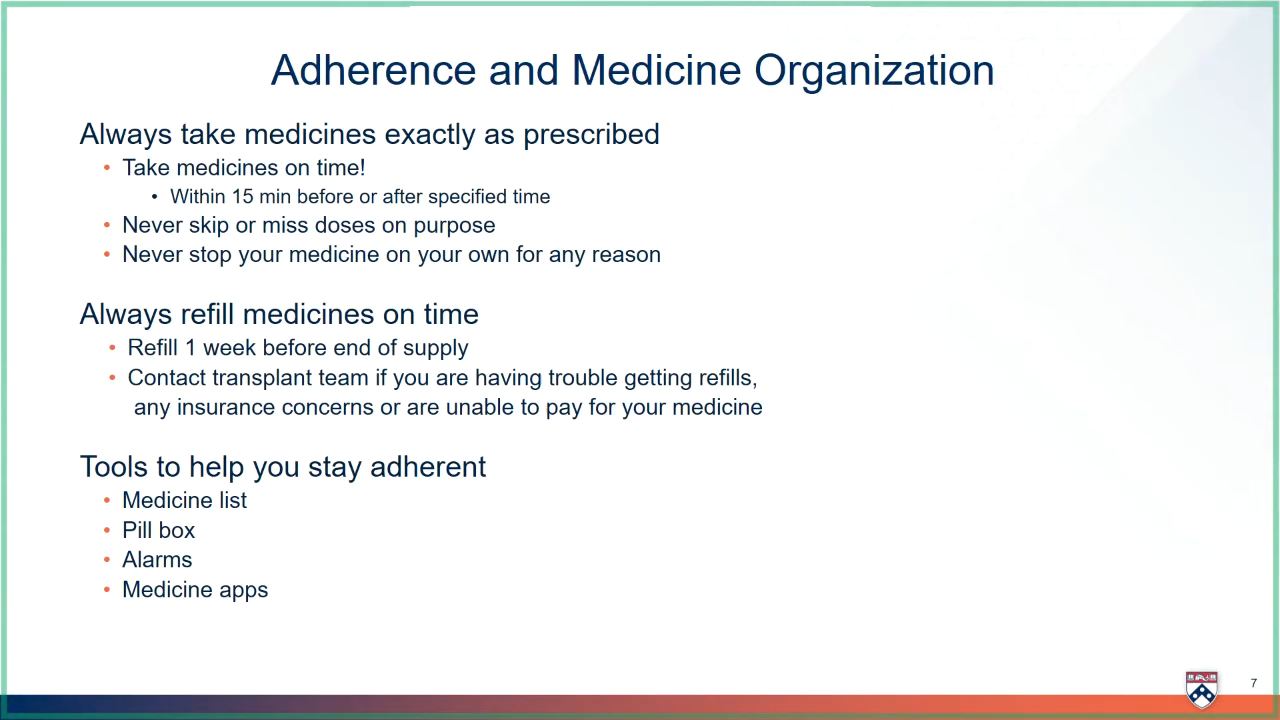 Adherence and Medicine Organization
Always take medicines exactly as prescribed
• Take medicines on time!
• Within 15 min before or after specified time
• Never skip or miss doses on purpose
• Never stop your medicine on your own for any reason
Always refill medicines on time
• Refill 1 week before end of supply
• Contact transplant team if you are having trouble getting refills,
any insurance concerns or are unable to pay for your medicine
Tools to help you stay adherent
• Medicine list
• Pill box
• Alarms
• Medicine apps
7